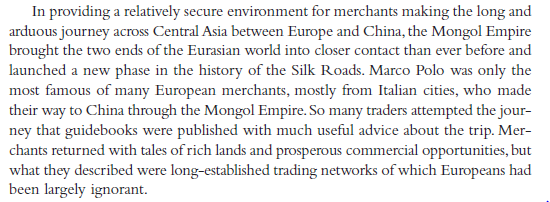 In providing a relatively secure environment for merchants making the long and
arduous journey across Central Asia between Europe and China, the Mongol Empire
brought the two ends of the Eurasian world into closer contact than ever before and
launched a new phase in the history of the Silk Roads. Marco Polo was only the
most famous of many European merchants, mostly from Italian cities, who made
their way to China through the Mongol Empire. So many traders attempted the jour-
ney that guidebooks were published with much useful advice about the trip. Mer-
chants returned with tales of rich lands and prosperous commercial opportunities, but
what they described were long-established trading networks of which Europeans had
been largely ignorant.